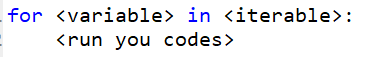 for <variable> in <iterable>:
    <run you codes>